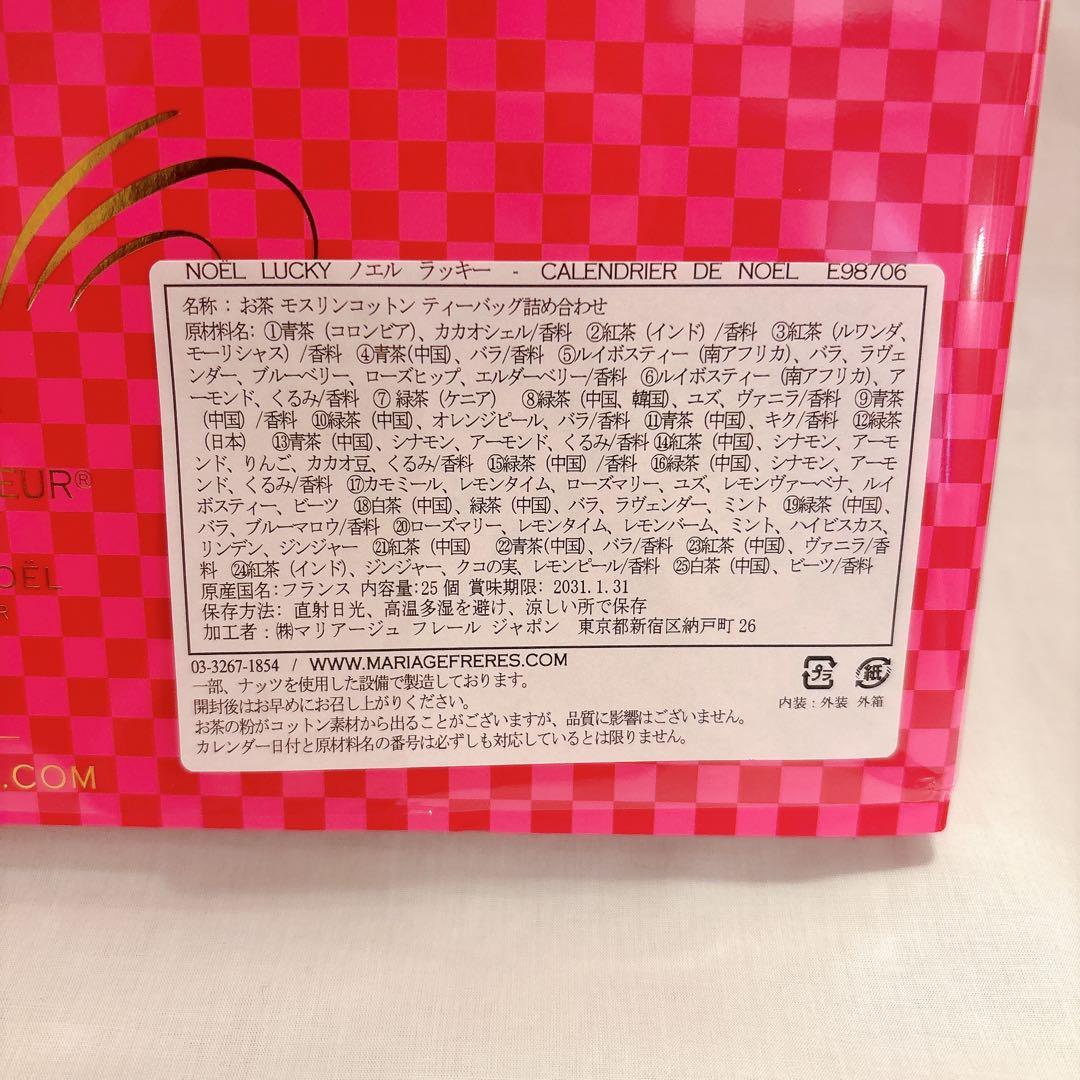 NOËL LUCKY ノエル ラッキー - CALENDRIER DE NOEL E98706
名称：お茶 モスリンコットン ティーバッグ詰め合わせ
原材料名：①青茶（コロンビア）、カカオシェル/香料 ②紅茶（インド）/香料 ③紅茶（ルワンダ、
モーリシャス）/香料 ④青茶(中国)、バラ/香料 ⑤ルイボスティー（南アフリカ）、バラ、ラヴェ
ンダー、ブルーベリー、ローズヒップ、エルダーベリー/香料 ⑥ルイボスティー（南アフリカ）、ア
ーモンド、くるみ/香料 ⑦ 緑茶（ケニア） ⑧緑茶（中国、韓国）、ユズ、ヴァニラ/香料 ⑨青茶
（中国）/香料 ⑩緑茶（中国）、オレンジピール、バラ/香料 ⑪青茶（中国）、キク/香料 ⑫緑茶
（日本） ⑬青茶（中国）、シナモン、アーモンド、くるみ/香料 ⑭紅茶（中国）、シナモン、アーモ
ンド、りんご、カカオ豆、くるみ/香料 ⑮緑茶（中国）/香料 ⑯緑茶（中国）、シナモン、アーモ
ンド、くるみ/香料 ⑰カモミール、レモンタイム、ローズマリー、ユズ、レモンヴァーベナ、ルイ
ボスティー、ビーツ ⑱白茶（中国）、緑茶（中国）、バラ、ラヴェンダー、ミント ⑲緑茶（中国）、
バラ、ブルーマロウ/香料 ⑳ローズマリー、レモンタイム、レモンバーム、ミント、ハイビスカス、
リンデン、ジンジャー ㉑紅茶（中国） ㉒青茶(中国)、バラ/香料 ㉓紅茶（中国）、ヴァニラ/香
料 ㉔紅茶（インド）、ジンジャー、クコの実、レモンピール/香料 ㉕白茶（中国）、ビーツ/香料
原産国名：フランス 内容量：25個 賞味期限：2031.1.31
保存方法：直射日光、高温多湿を避け、涼しい所で保存
加工者：㈱マリアージュ フレール ジャポン 東京都新宿区納戸町26
03-3267-1854 / WWW.MARIAGEFRERES.COM
一部、ナッツを使用した設備で製造しております。
開封後はお早めにお召し上がりください。
お茶の粉がコットン素材から出ることがございますが、品質に影響はございません。
カレンダー日付と原材料名の番号は必ずしも対応しているとは限りません。
プラ 紙
内装：外装 外箱
EUR®
OËL
R
.COM